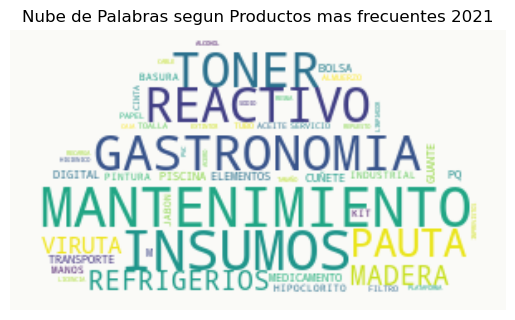 Nube de Palabras segun Productos mas frecuentes 2021
ALCOHOL
TONER
BOLSA
BASURA
ALMUERZO
CINTA
REACTIVO
PAPEL
TOALLA
ACEITE SERVICIO
GASTRONOMIA
GUANTE
DIGITAL PINTURA PISCINA ELEMENTOS CUÑETE INDUSTRIAL PQ
MANTENIMIENTO
JABON
KIT
INSUMOS
PAUTA
VIRUTA
M
TRANSPORTE
MANOS
REFRIGERIOS
MEDICAMENTO
MADERA
LICENCIA
HIPOCLORITO
FILTRO